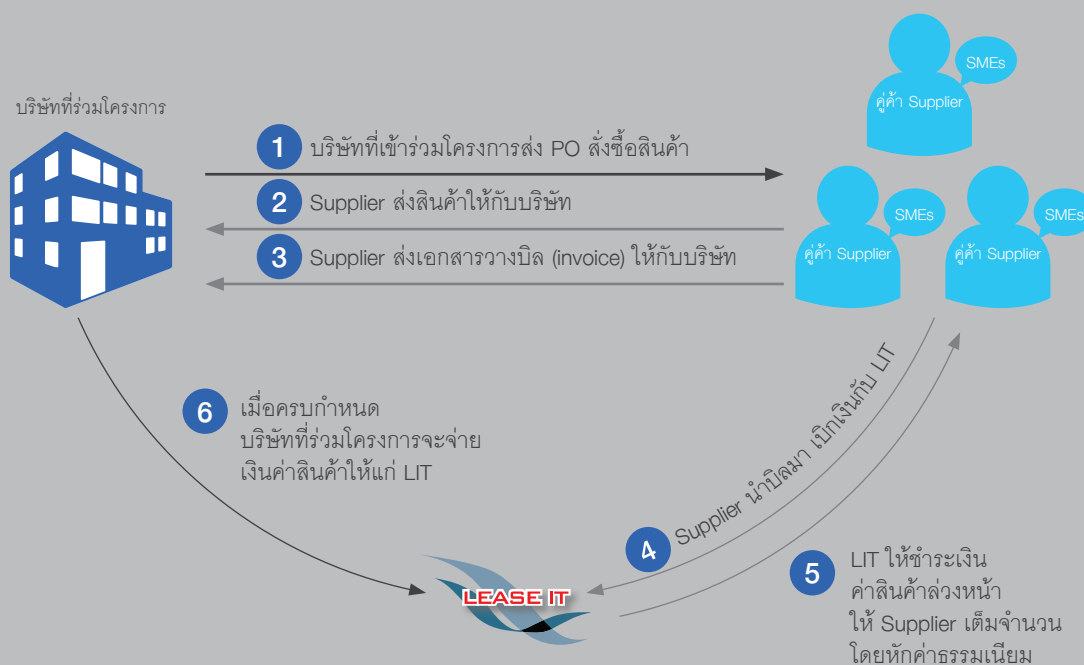 SMEs
คู่ค้า Supplier
บริษัทที่ร่วมโครงการ
1 บริษัทที่เข้าร่วมโครงการส่ง PO สั่งซื้อสินค้า
2 Supplier ส่งสินค้าให้กับบริษัท
SMEs
SMEs
3 Supplier ส่งเอกสารวางบิล (invoice) ให้กับบริษัท
คู่ค้า Supplier
คู่ค้า Supplier
6 เมื่อครบกำหนด
บริษัทที่ร่วมโครงการจะจ่าย
เงินค่าสินค้าให้แก่ LIT
4 Supplier นำบิลมา เบิกเงินกับ LIT
LEASE IT
5 LIT ให้ชำระเงิน
ค่าสินค้าล่วงหน้า
ให้ Supplier เต็มจำนวน
โดยหักค่าธรรมเนียม